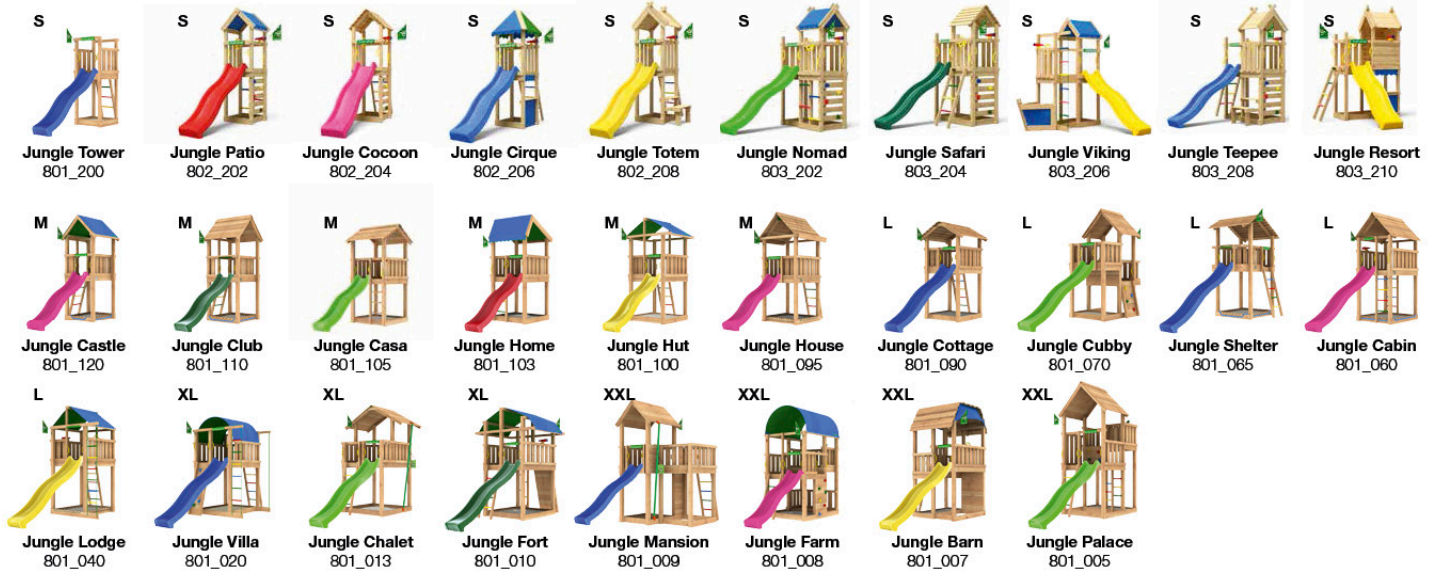 S S S S S S S S S S
Jungle Tower Jungle Patio Jungle Cocoon Jungle Cirque Jungle Totem Jungle Nomad Jungle Safari Jungle Viking Jungle Teepee Jungle Resort
801_200 802_202 802_204 802_206 802_208 803_202 803_204 803_206 803_208 803_210
M M M M M M L L L L
Jungle Castle Jungle Club Jungle Casa Jungle Home Jungle Hut Jungle House Jungle Cottage Jungle Cubby Jungle Shelter Jungle Cabin
801_120 801_110 801_105 801_103 801_100 801_095 801_090 801_070 801_065 801_060
L XL XL XL XXL XXL XXL XXL
Jungle Lodge Jungle Villa Jungle Chalet Jungle Fort Jungle Mansion Jungle Farm Jungle Barn Jungle Palace
801_040 801_020 801_013 801_010 801_009 801_008 801_007 801_005